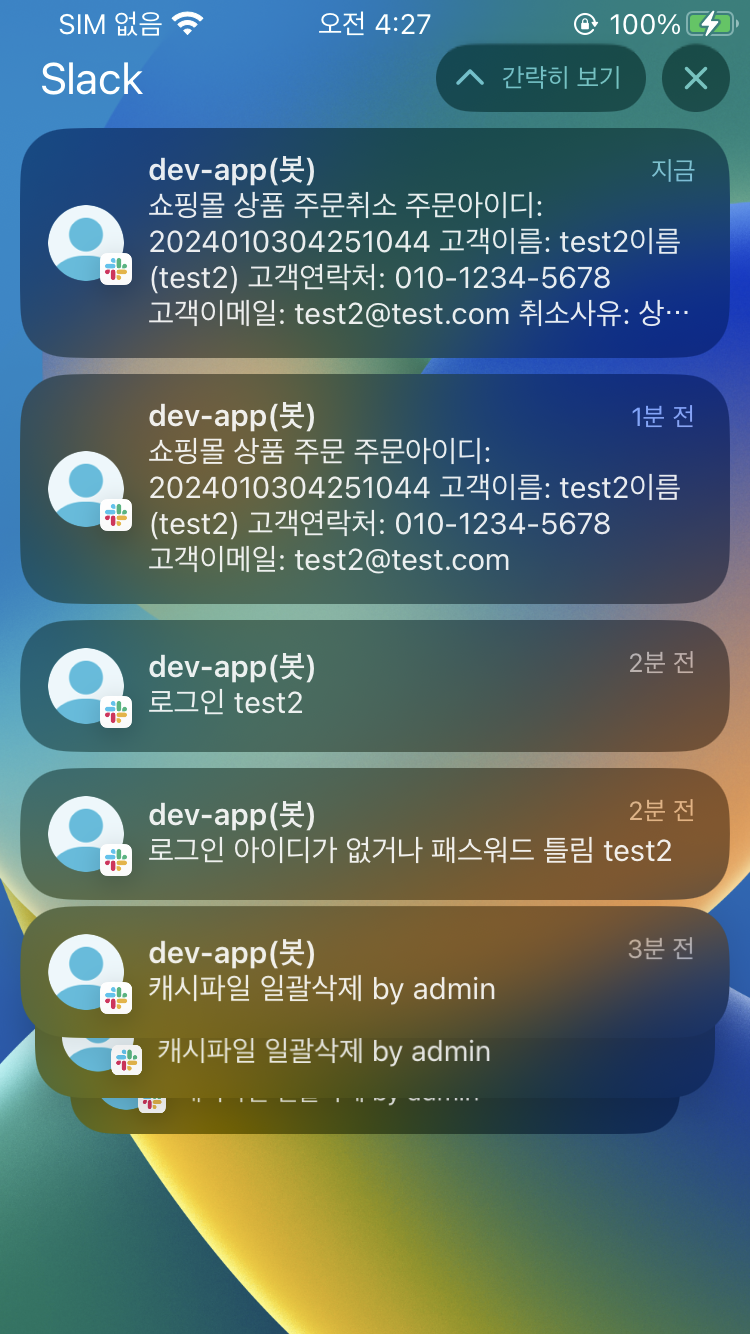 SIM 없음
오전 4:27
100%
Slack
간략히 보기
dev-app(봇)
지금
쇼핑몰 상품 주문취소 주문아이디:
2024010304251044 고객이름: test2이름
(test2) 고객연락처: 010-1234-5678
고객이메일: test2@test.com 취소사유: 상…
dev-app(봇)
1분 전
쇼핑몰 상품 주문 주문아이디:
2024010304251044 고객이름: test2이름
(test2) 고객연락처: 010-1234-5678
고객이메일: test2@test.com
dev-app(봇)
2분 전
로그인 test2
dev-app(봇)
2분 전
로그인 아이디가 없거나 패스워드 틀림 test2
dev-app(봇)
3분 전
캐시파일 일괄삭제 by admin
캐시파일 일괄삭제 by admin